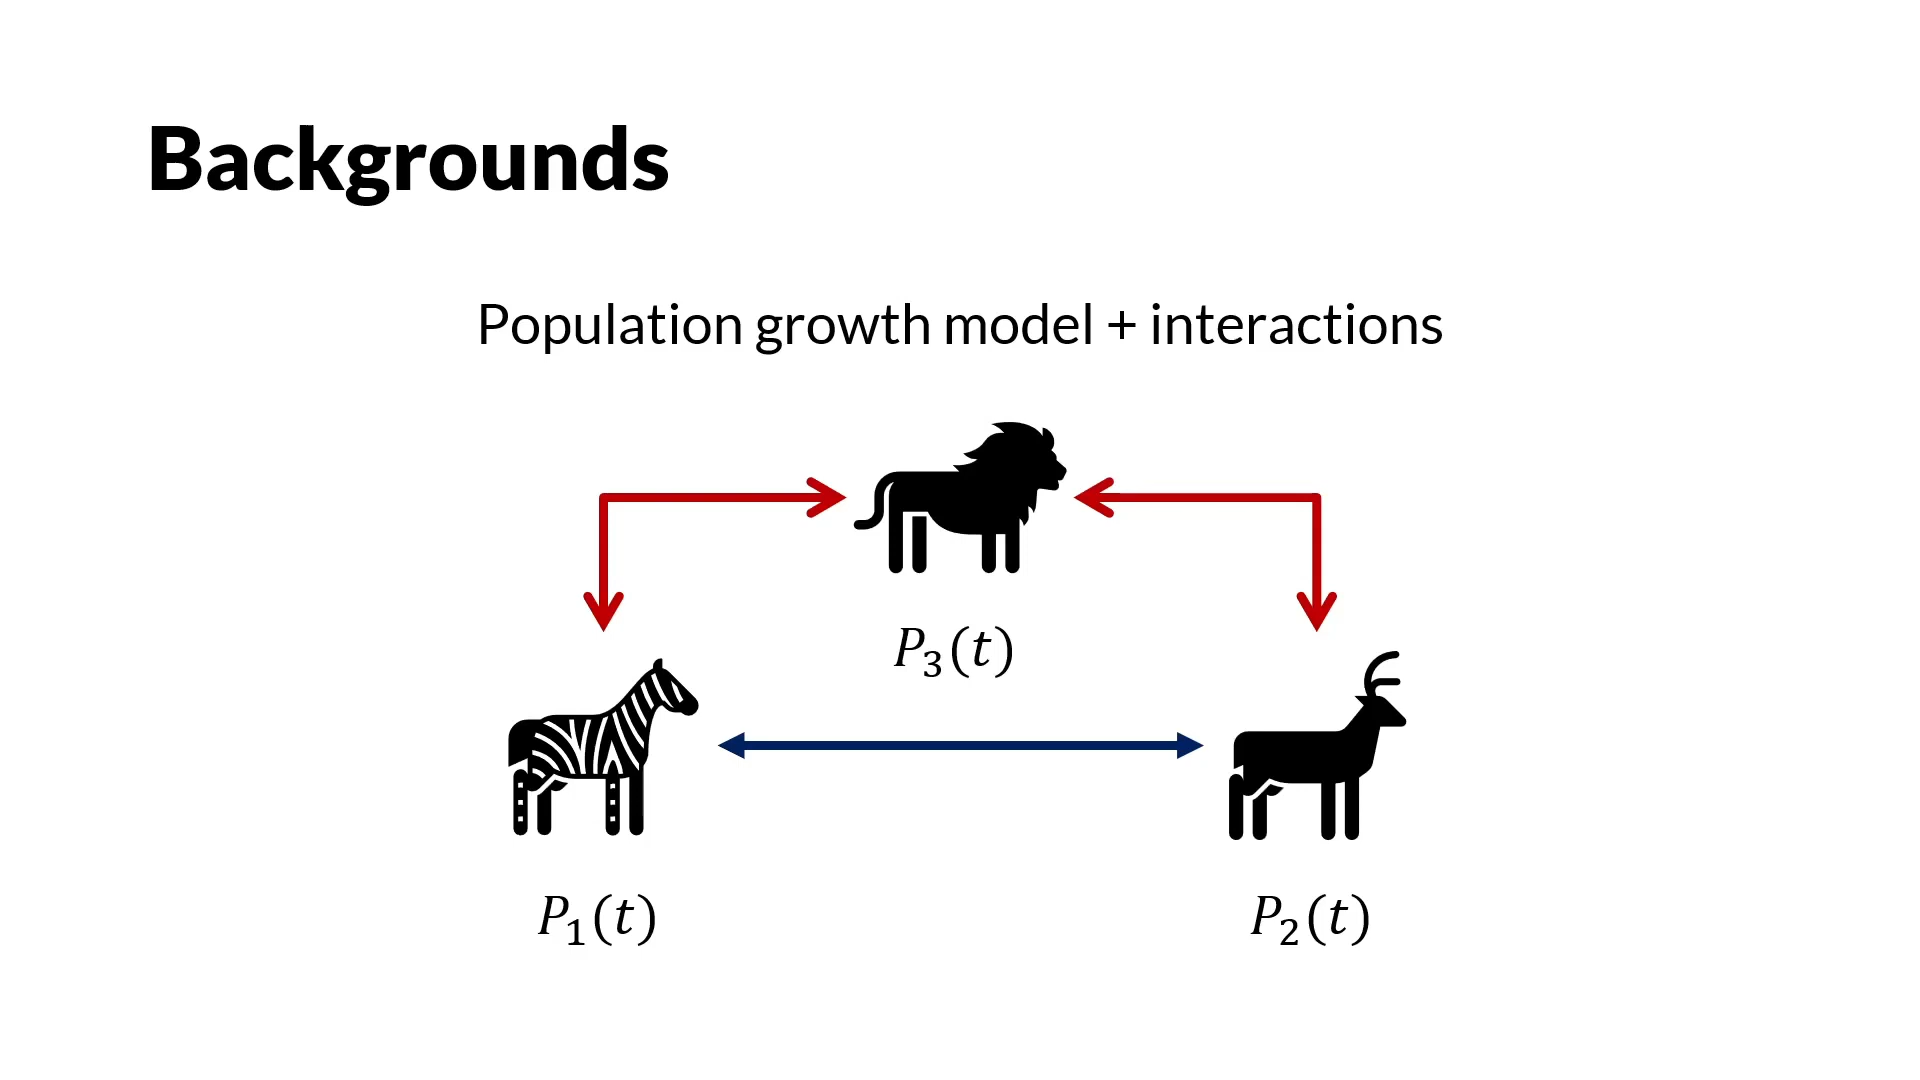 Backgrounds
Population growth model + interactions
P₃(t)
P₁(t)
P₂(t)